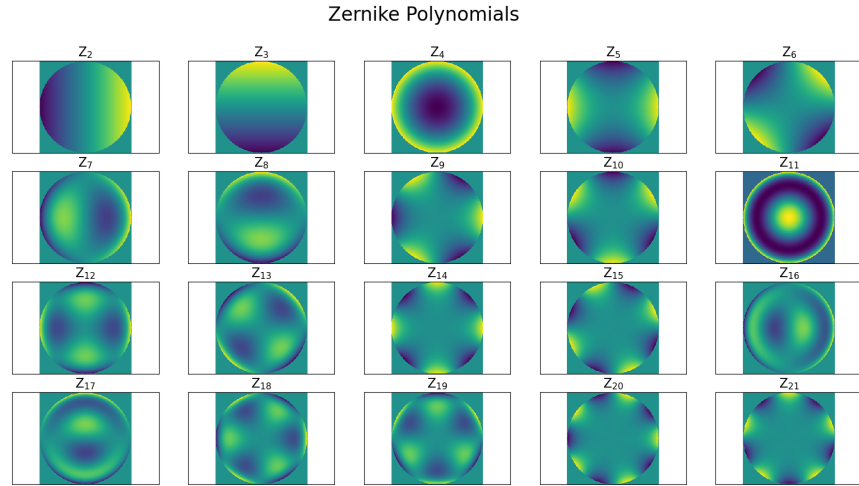 Zernike Polynomials
Z₂ Z₃ Z₄ Z₅ Z₆
Z₇ Z₈ Z₉ Z₁₀ Z₁₁
Z₁₂ Z₁₃ Z₁₄ Z₁₅ Z₁₆
Z₁₇ Z₁₈ Z₁₉ Z₂₀ Z₂₁